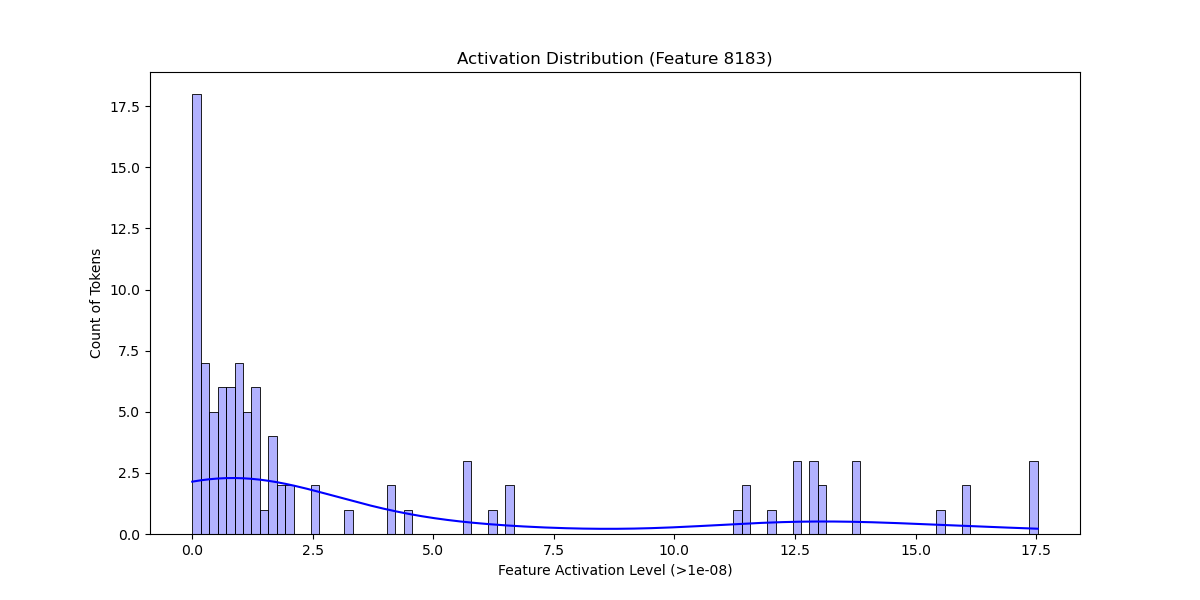 Activation Distribution (Feature 8183)
17.5
15.0
12.5
10.0
7.5
5.0
2.5
0.0
Count of Tokens
0.0 2.5 5.0 7.5 10.0 12.5 15.0 17.5
Feature Activation Level (>1e-08)